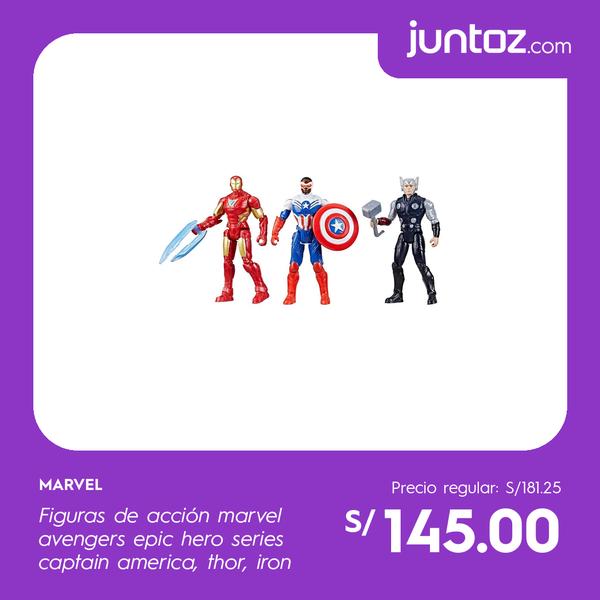 juntoz.com
MARVEL
Figuras de acción marvel
avengers epic hero series
captain america, thor, iron
Precio regular: S/181.25
S/145.00